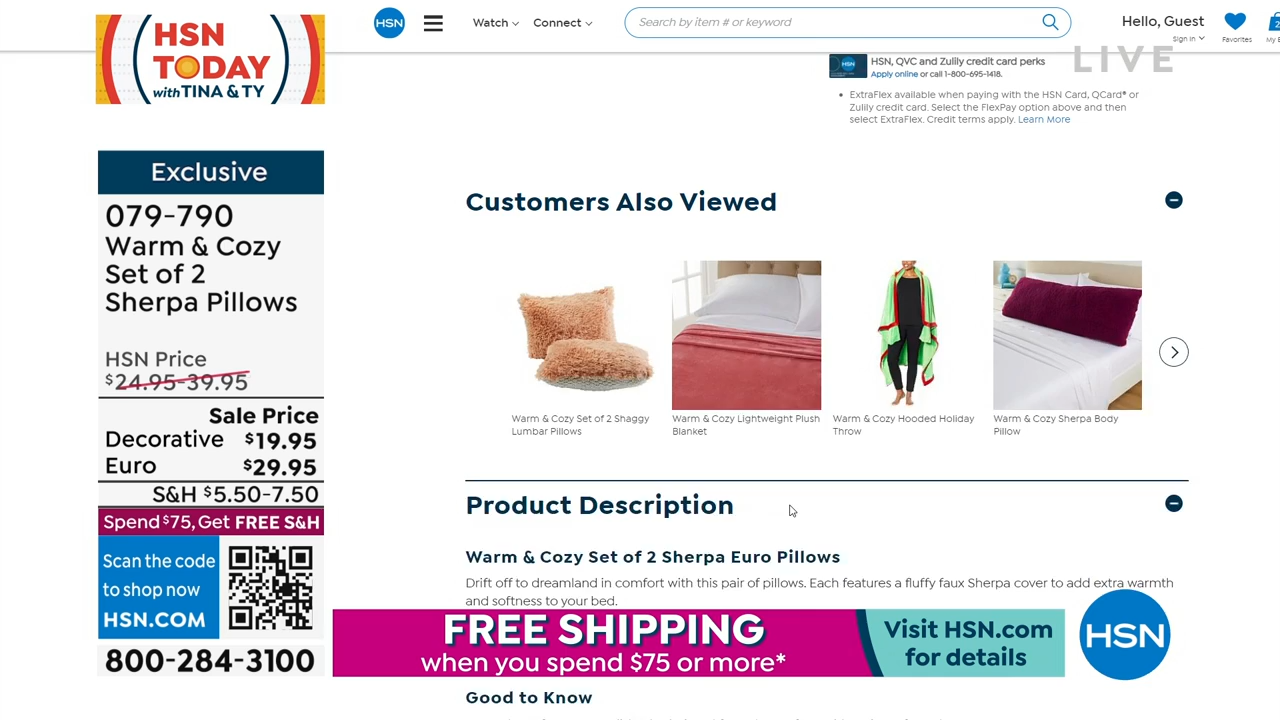 HSN
TODAY
with TINA & TY
HSN
Watch
Connect
Search by item # or keyword
Hello, Guest
Sign In
Favorites
LIVE
HSN, QVC and Zulily credit card perks
Apply online or call 1-800-695-1418.
• ExtraFlex available when paying with the HSN Card, QCard® or
Zulily credit card. Select the FlexPay option above and then
select ExtraFlex. Credit terms apply. Learn More
Exclusive
079-790
Warm & Cozy
Set of 2
Sherpa Pillows
HSN Price
$24.95-39.95
Sale Price
Decorative $19.95
Euro $29.95
S&H $5.50-7.50
Spend $75, Get FREE S&H
Scan the code
to shop now
HSN.COM
800-284-3100
Customers Also Viewed
Warm & Cozy Set of 2 Shaggy
Lumbar Pillows
Warm & Cozy Lightweight Plush
Blanket
Warm & Cozy Hooded Holiday
Throw
Warm & Cozy Sherpa Body
Pillow
Product Description
Warm & Cozy Set of 2 Sherpa Euro Pillows
Drift off to dreamland in comfort with this pair of pillows. Each features a fluffy faux Sherpa cover to add extra warmth
and softness to your bed.
FREE SHIPPING
when you spend $75 or more*
Visit HSN.com
for details
HSN
Good to Know